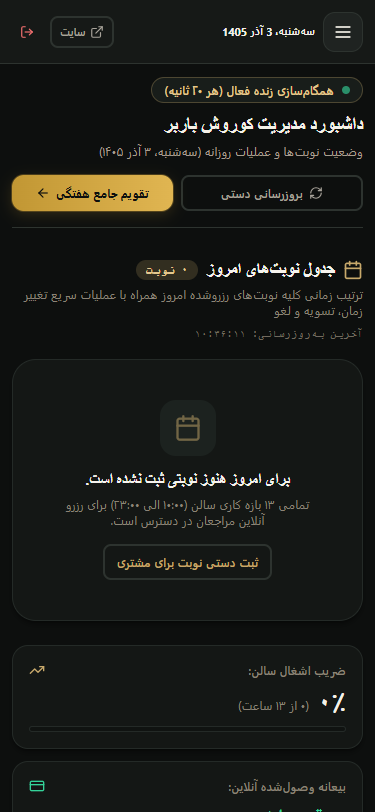 سه‌شنبه، 3 آذر 1405
سایت
همگام‌سازی زنده فعال (هر ۲۰ ثانیه)
داشبورد مدیریت کوروش باربر
وضعیت نوبت‌ها و عملیات روزانه (سه‌شنبه، ۳ آذر ۱۴۰۵)
بروزرسانی دستی
تقویم جامع هفتگی
جدول نوبت‌های امروز
۰ نوبت
ترتیب زمانی کلیه نوبت‌های رزروشده امروز همراه با عملیات سریع تغییر
زمان، تسویه و لغو
آخرین به‌روزرسانی: ۱۰:۳۴:۱۱
برای امروز هنوز نوبتی ثبت نشده است.
تمامی ۱۳ بازه کاری سالن (۱۰:۰۰ الی ۲۳:۰۰) برای رزرو
آنلاین مراجعان در دسترس است.
ثبت دستی نوبت برای مشتری
ضریب اشغال سالن:
۰٪ (۰ از ۱۳ ساعت)
بیعانه وصول‌شده آنلاین: